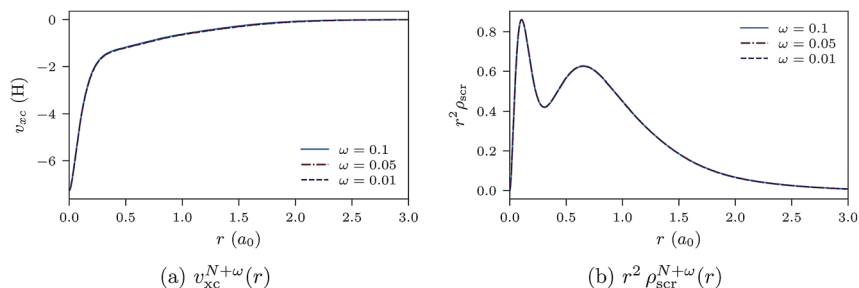 0
−2
−4
−6
v_xc (H)
ω = 0.1
ω = 0.05
ω = 0.01
0.0 0.5 1.0 1.5 2.0 2.5 3.0
r (a_0)
(a) v_xc^{N+ω}(r)
0.8
0.6
0.4
0.2
0.0
r^2 ρ_scr
ω = 0.1
ω = 0.05
ω = 0.01
0.0 0.5 1.0 1.5 2.0 2.5 3.0
r (a_0)
(b) r^2 ρ_scr^{N+ω}(r)